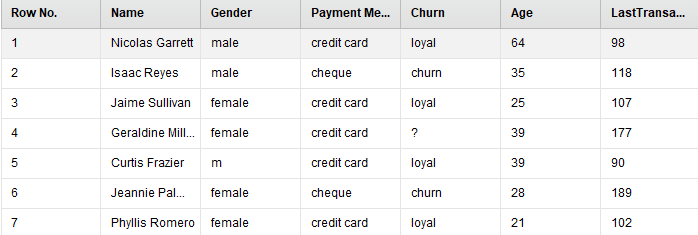 Row No. Name Gender Payment Me... Churn Age LastTransa...
1 Nicolas Garrett male credit card loyal 64 98
2 Isaac Reyes male cheque churn 35 118
3 Jaime Sullivan female credit card loyal 25 107
4 Geraldine Mill... female credit card ? 39 177
5 Curtis Frazier m credit card loyal 39 90
6 Jeannie Pal... female cheque churn 28 189
7 Phyllis Romero female credit card loyal 21 102